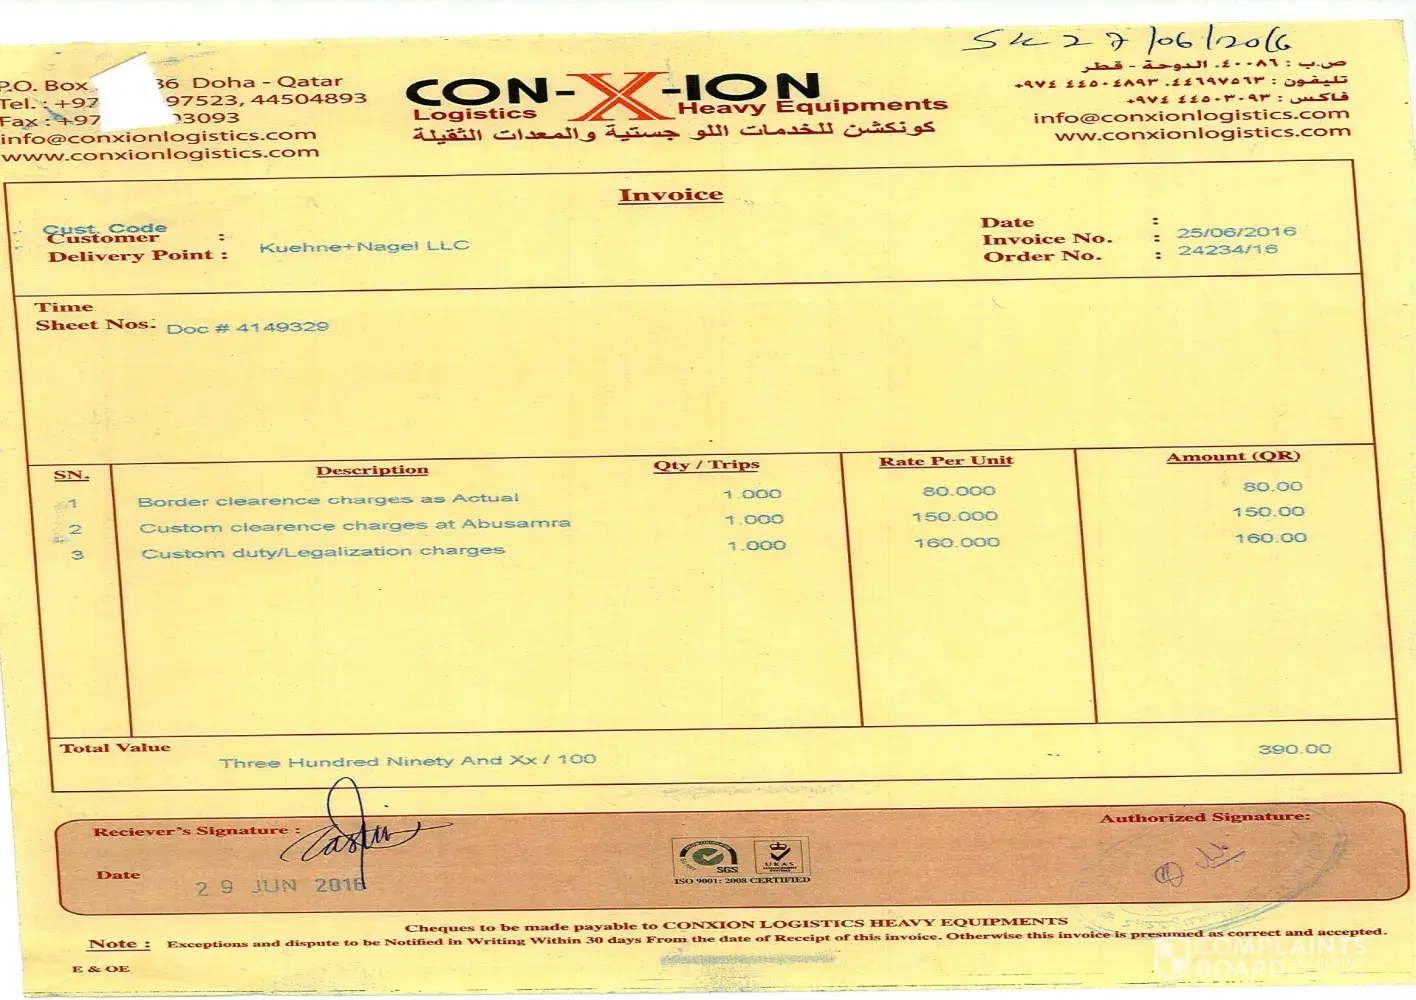 SK 27/06/2016
P.O. Box 36 Doha - Qatar
Tel. : +97 97523, 44504893
Fax : +97 03093
info@conxionlogistics.com
www.conxionlogistics.com
CON-X-ION
Logistics Heavy Equipments
كونكشن للخدمات اللو جستية والمعدات الثقيلة
ص.ب : ٤٠٠٨٦ الدوحة - قطر
تليفون : ٤٤٦٩٧٥٦٣. ٤٤٥٠٤٨٩٣ ٩٧٤+
فاكس : ٤٤٥٠٣٠٩٣ ٩٧٤+
info@conxionlogistics.com
ww.conxionlogistics.com
Invoice
Cust. Code
Customer :
Delivery Point : Kuehne+Nagel LLC
Date :
Invoice No. : 25/06/2016
Order No. : 24234/16
Time
Sheet Nos. : Doc # 4149329
SN. Description Qty / Trips Rate Per Unit Amount (QR)
1 Border clearence charges as Actual 1.000 80.000 80.00
2 Custom clearence charges at Abusamra 1.000 150.000 150.00
3 Custom duty/Legalization charges 1.000 160.000 160.00
Total Value
Three Hundred Ninety And Xx / 100 390.00
Reciever's Signature :
Authorized Signature:
Date 29 JUN 2016
SGS
UKAS
ISO 9001: 2008 CERTIFIED
Cheques to be made payable to CONXION LOGISTICS HEAVY EQUIPMENTS
Note : Exceptions and dispute to be Notified in Writing Within 30 days From the date of Receipt of this invoice. Otherwise this invoice is presumed as correct and accepted.
E & OE
COMPLAINTS
BOARD